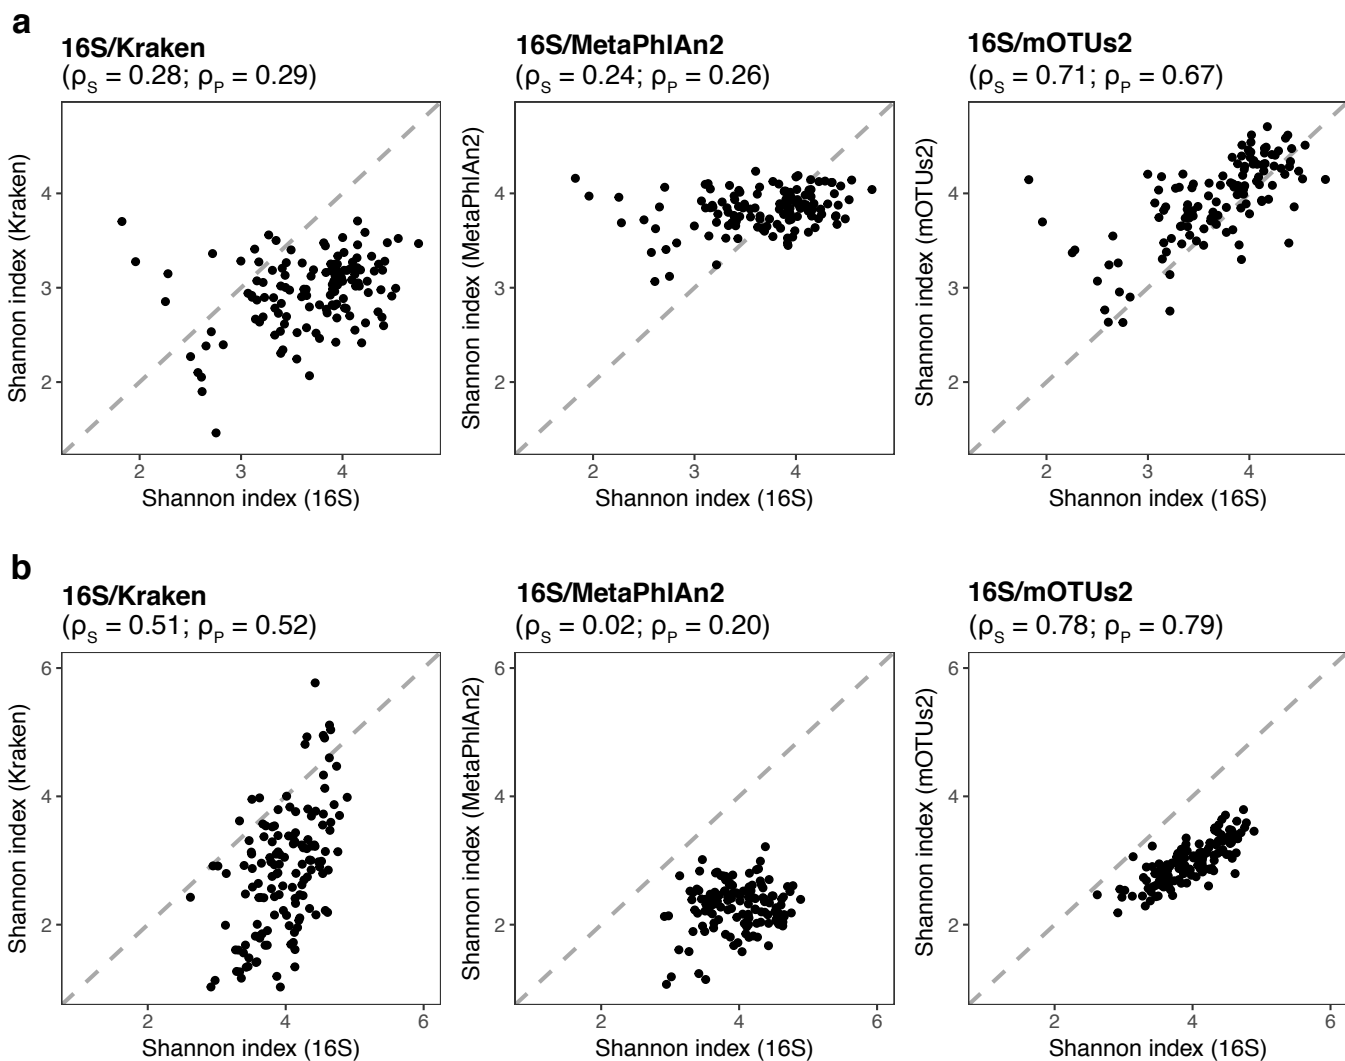 a
16S/Kraken
(ρS = 0.28; ρP = 0.29)
Shannon index (Kraken)
4
3
2
2
3
4
Shannon index (16S)
16S/MetaPhlAn2
(ρS = 0.24; ρP = 0.26)
Shannon index (MetaPhlAn2)
4
3
2
2
3
4
Shannon index (16S)
16S/mOTUs2
(ρS = 0.71; ρP = 0.67)
Shannon index (mOTUs2)
4
3
2
2
3
4
Shannon index (16S)
b
16S/Kraken
(ρS = 0.51; ρP = 0.52)
Shannon index (Kraken)
6
4
2
2
4
6
Shannon index (16S)
16S/MetaPhlAn2
(ρS = 0.02; ρP = 0.20)
Shannon index (MetaPhlAn2)
6
4
2
2
4
6
Shannon index (16S)
16S/mOTUs2
(ρS = 0.78; ρP = 0.79)
Shannon index (mOTUs2)
6
4
2
2
4
6
Shannon index (16S)